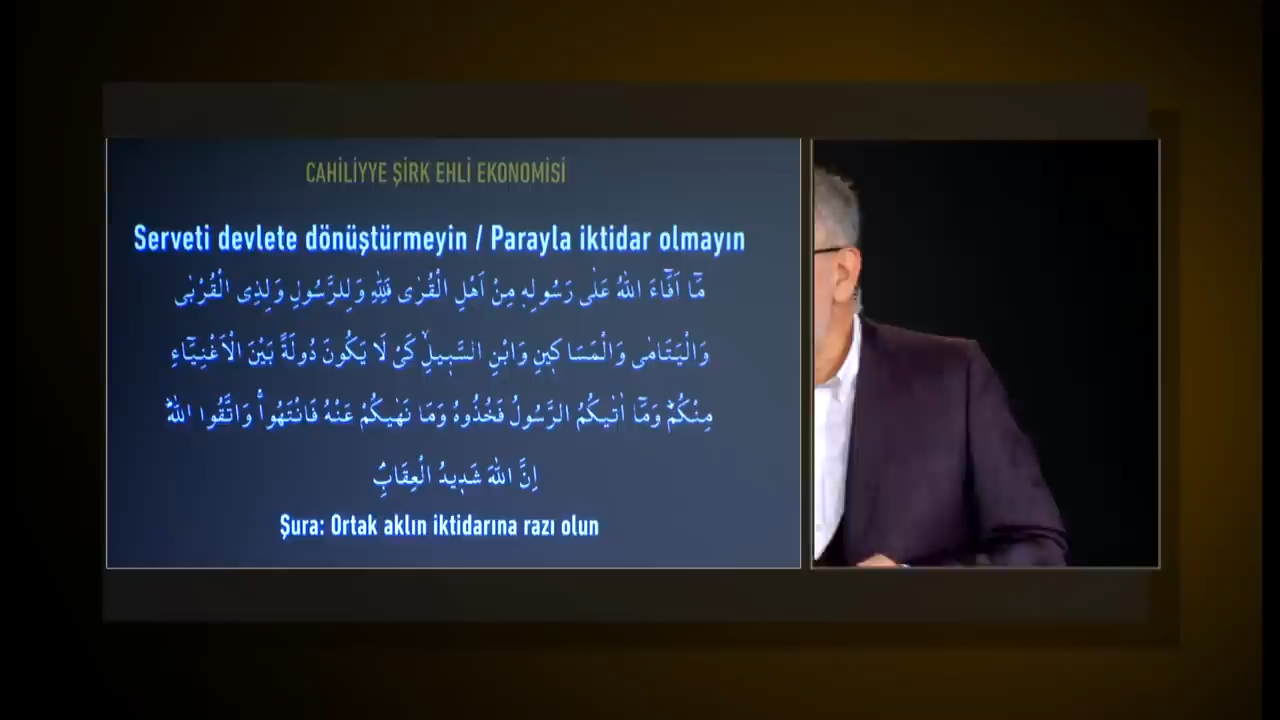 CAHİLİYYE ŞİRK EHLİ EKONOMİSİ
Serveti devlete dönüştürmeyin / Parayla iktidar olmayın
مَٓا اَفَٓاءَ اللّٰهُ عَلٰى رَسُولِه۪ مِنْ اَهْلِ الْقُرٰى فَلِلّٰهِ وَلِلرَّسُولِ وَلِذِي الْقُرْبٰى
وَالْيَتَامٰى وَالْمَسَاك۪ينِ وَابْنِ السَّب۪يلِۙ كَيْ لَا يَكُونَ دُولَةً بَيْنَ الْاَغْنِيَٓاءِ
مِنْكُمْۜ وَمَٓا اٰتٰيكُمُ الرَّسُولُ فَخُذُوهُ وَمَا نَهٰيكُمْ عَنْهُ فَانْتَهُواۚ وَاتَّقُوا اللّٰهَۜ
اِنَّ اللّٰهَ شَد۪يدُ الْعِقَابِۢ
Şura: Ortak aklın iktidarına razı olun